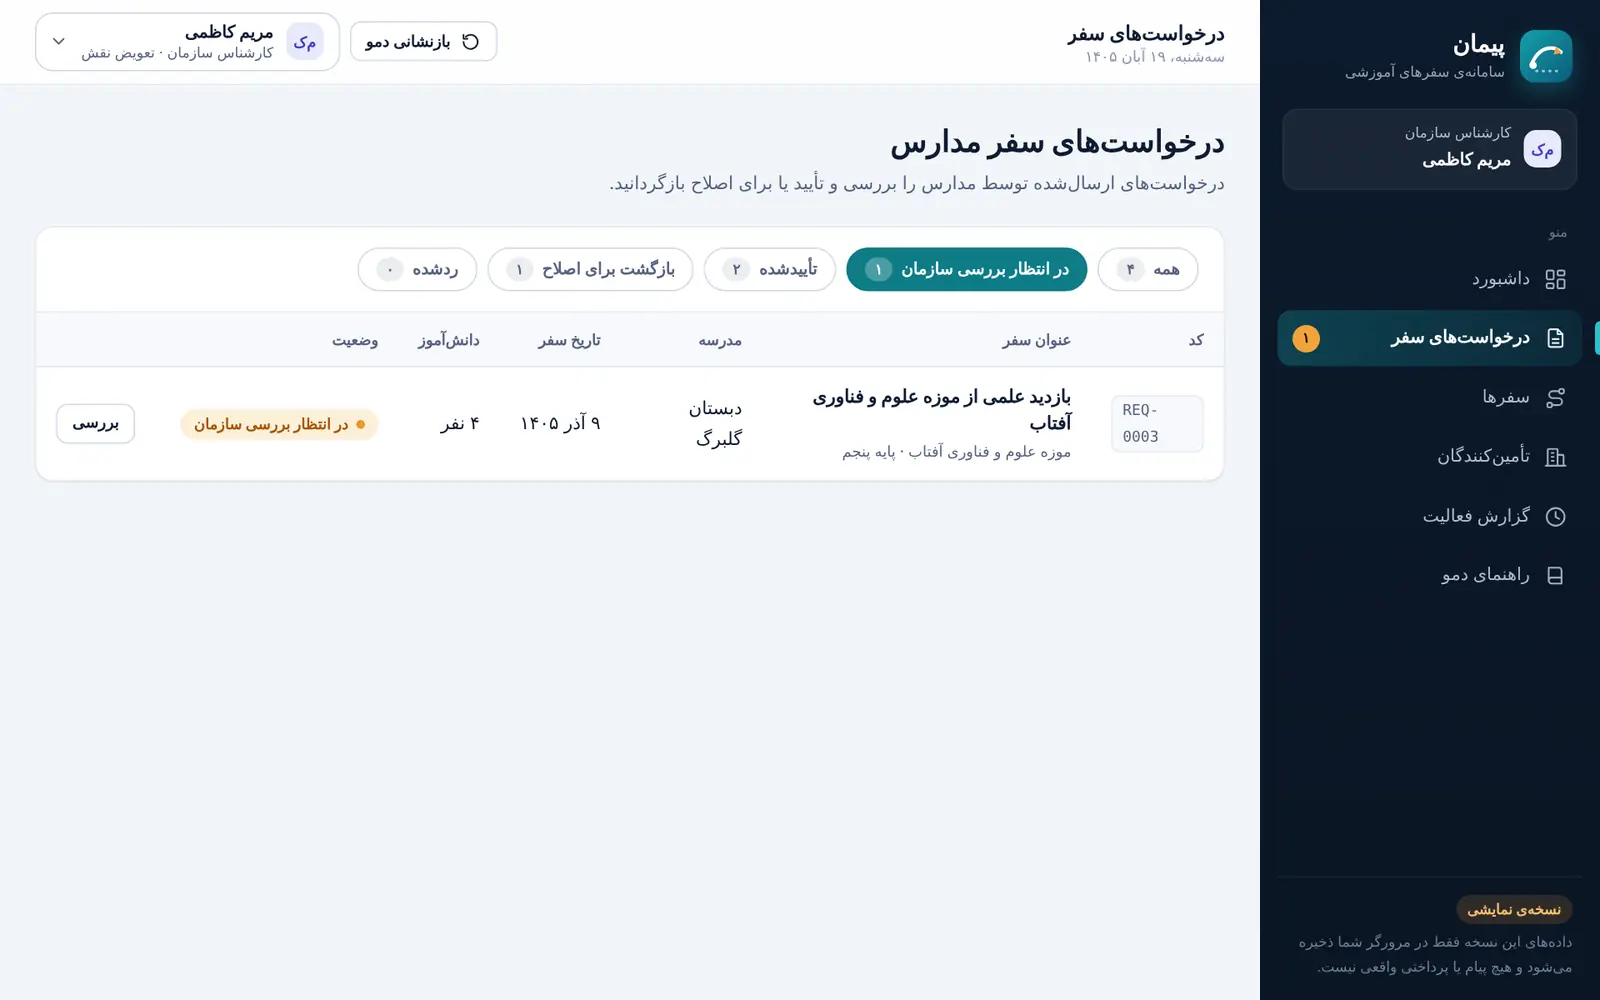 پیمان
سامانه‌ی سفرهای آموزشی
م‌ک
کارشناس سازمان
مریم کاظمی
منو
داشبورد
درخواست‌های سفر
۱
سفرها
تأمین‌کنندگان
گزارش فعالیت
راهنمای دمو
نسخه‌ی نمایشی
داده‌های این نسخه فقط در مرورگر شما ذخیره
می‌شود و هیچ پیام یا پرداختی واقعی نیست.
درخواست‌های سفر
سه‌شنبه، ۱۹ آبان ۱۴۰۵
بازنشانی دمو
م‌ک
مریم کاظمی
کارشناس سازمان · تعویض نقش
درخواست‌های سفر مدارس
درخواست‌های ارسال‌شده توسط مدارس را بررسی و تأیید یا برای اصلاح بازگردانید.
همه ۴
در انتظار بررسی سازمان ۱
تأییدشده ۲
بازگشت برای اصلاح ۱
ردشده ۰
کد عنوان سفر مدرسه تاریخ سفر دانش‌آموز وضعیت
REQ-
0003
بازدید علمی از موزه علوم و فناوری
آفتاب
موزه علوم و فناوری آفتاب · پایه پنجم
دبستان
گلبرگ
۹ آذر ۱۴۰۵
۴ نفر
در انتظار بررسی سازمان
بررسی